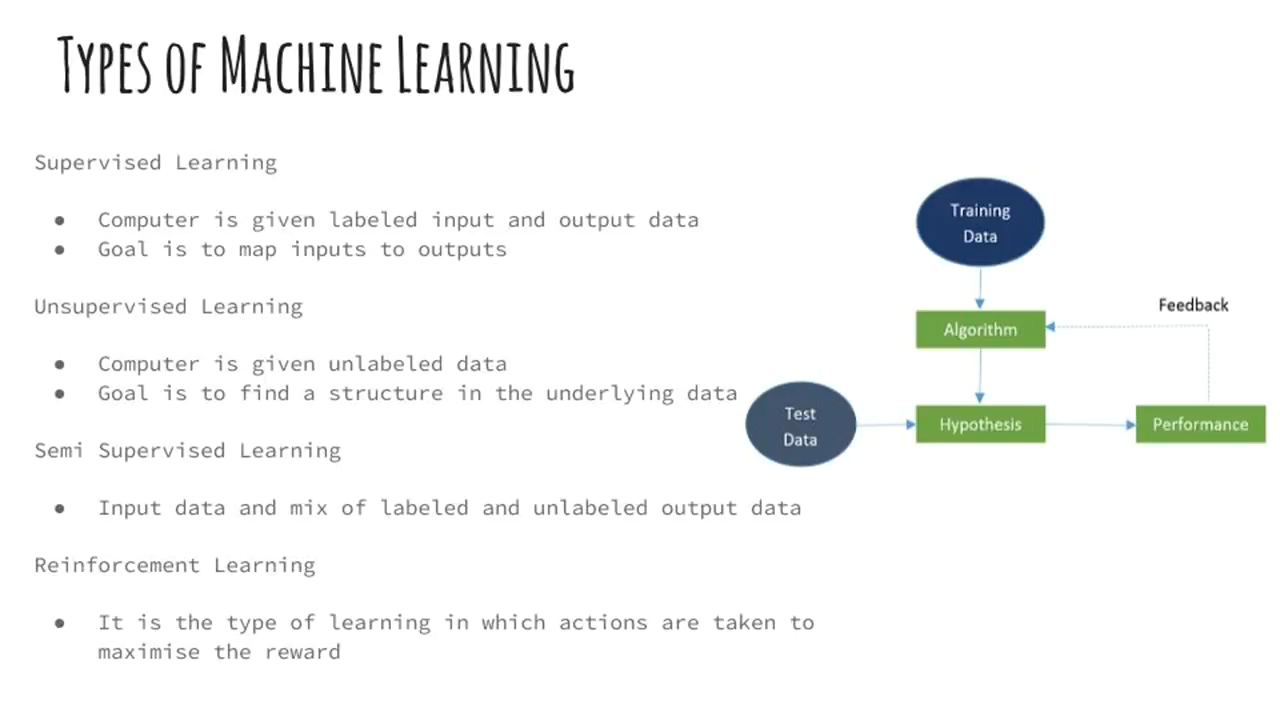 Types of Machine Learning
Supervised Learning
● Computer is given labeled input and output data
● Goal is to map inputs to outputs
Unsupervised Learning
● Computer is given unlabeled data
● Goal is to find a structure in the underlying data
Semi Supervised Learning
● Input data and mix of labeled and unlabeled output data
Reinforcement Learning
● It is the type of learning in which actions are taken to
maximise the reward
Training
Data
Feedback
Algorithm
Test
Data
Hypothesis
Performance